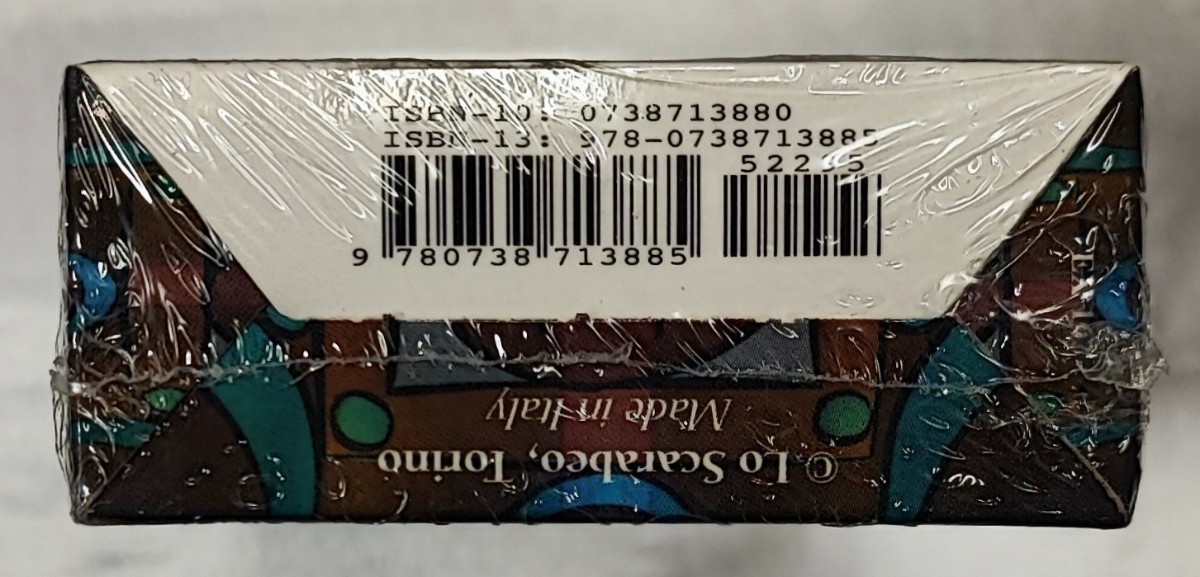 ISBN-10: 0738713880
ISBN-13: 978-0738713885
52295
9 780738 713885
Made in Italy
© Lo Scarabeo, Torino